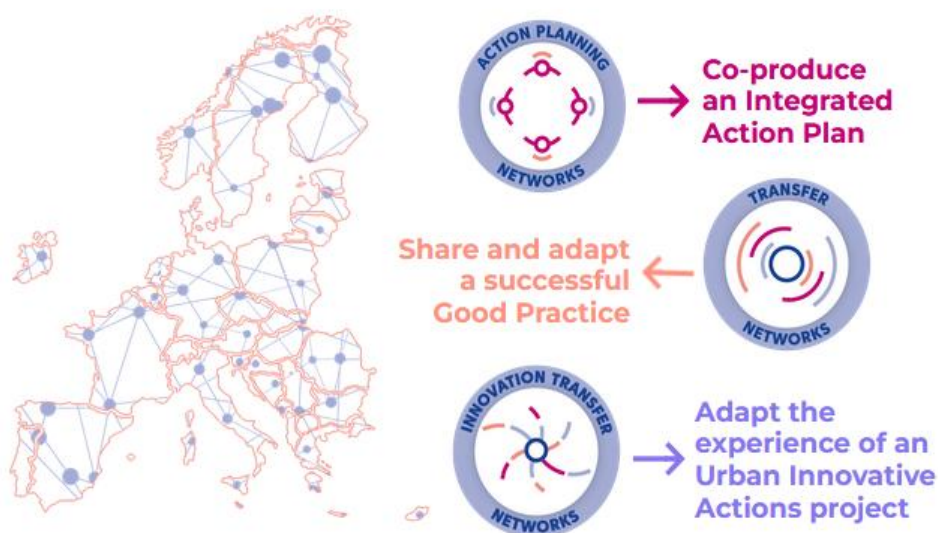 ACTION PLANNING
NETWORKS
Co-produce
an Integrated
Action Plan
TRANSFER
NETWORKS
Share and adapt
a successful
Good Practice
INNOVATION TRANSFER
NETWORKS
Adapt the
experience of an
Urban Innovative
Actions project